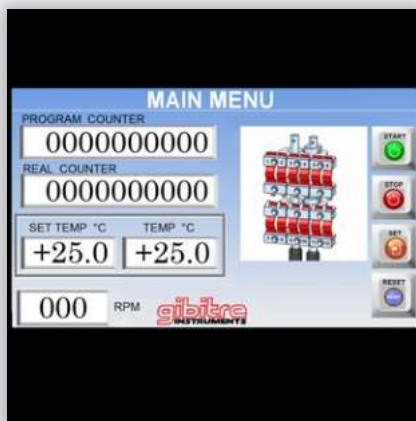 MAIN MENU
PROGRAM COUNTER
0000000000
REAL COUNTER
0000000000
SET TEMP °C TEMP °C
+25.0 +25.0
000 RPM
gibitre
INSTRUMENTS
START
STOP
SET
RESET